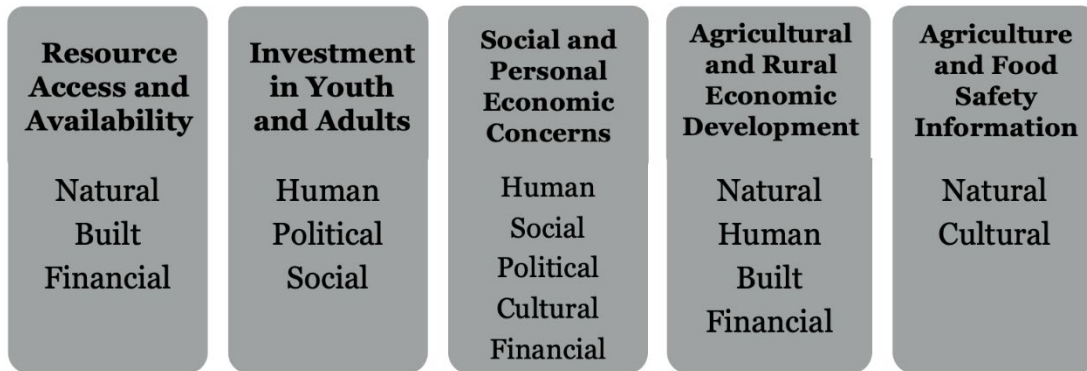 Resource
Access and
Availability
Natural
Built
Financial
Investment
in Youth
and Adults
Human
Political
Social
Social and
Personal
Economic
Concerns
Human
Social
Political
Cultural
Financial
Agricultural
and Rural
Economic
Development
Natural
Human
Built
Financial
Agriculture
and Food
Safety
Information
Natural
Cultural